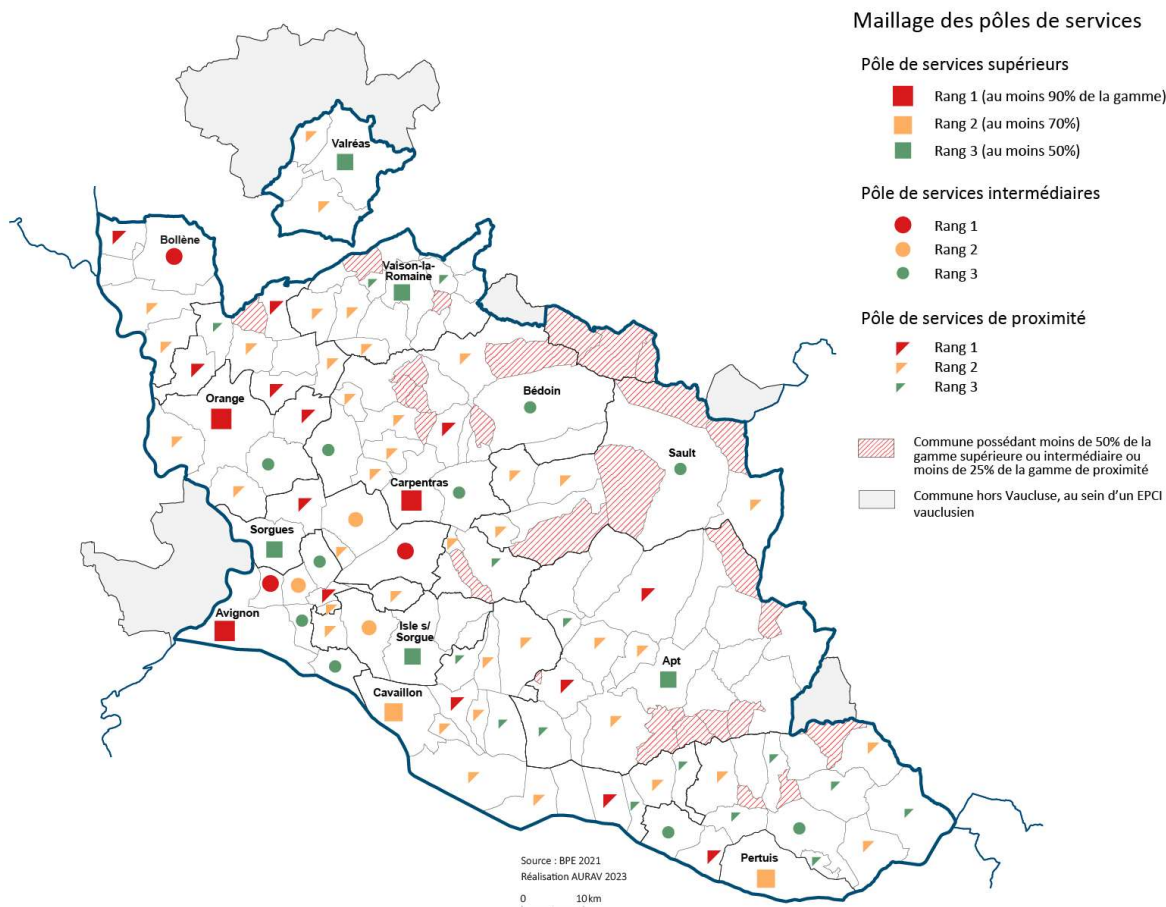 Maillage des pôles de services
Pôle de services supérieurs
Rang 1 (au moins 90% de la gamme)
Rang 2 (au moins 70%)
Rang 3 (au moins 50%)
Pôle de services intermédiaires
Rang 1
Rang 2
Rang 3
Pôle de services de proximité
Rang 1
Rang 2
Rang 3
Commune possédant moins de 50% de la
gamme supérieure ou intermédiaire ou
moins de 25% de la gamme de proximité
Commune hors Vaucluse, au sein d'un EPCI
vauclusien
Valréas
Bollène
Vaison-la-
Romaine
Bédoin
Orange
Sault
Carpentras
Sorgues
Avignon
Isle s/
Sorgue
Apt
Cavaillon
Pertuis
Source : BPE 2021
Réalisation AURAV 2023
0 10 km